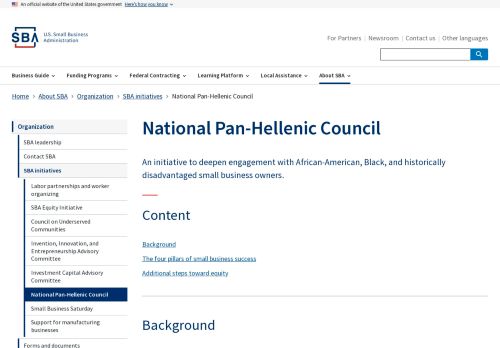 An official website of the United States government Here's how you know
SBA U.S. Small Business
Administration
For Partners Newsroom Contact us Other languages
Business Guide Funding Programs Federal Contracting Learning Platform Local Assistance About SBA
Home About SBA Organization SBA initiatives National Pan-Hellenic Council
Organization
SBA leadership
Contact SBA
SBA initiatives
Labor partnerships and worker
organizing
SBA Equity Initiative
Council on Underserved
Communities
Invention, Innovation, and
Entrepreneurship Advisory
Committee
Investment Capital Advisory
Committee
National Pan-Hellenic Council
Small Business Saturday
Support for manufacturing
businesses
Forms and documents
National Pan-Hellenic Council
An initiative to deepen engagement with African-American, Black, and historically
disadvantaged small business owners.
Content
Background
The four pillars of small business success
Additional steps toward equity
Background